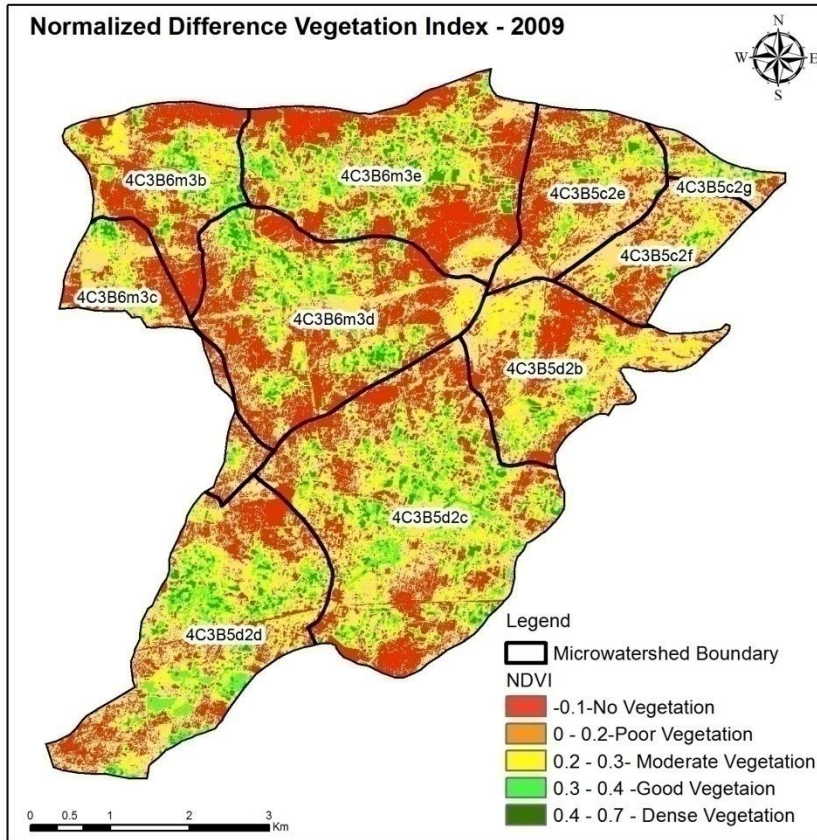 Normalized Difference Vegetation Index - 2009
N
W E
S
4C3B6m3b
4C3B6m3e
4C3B5c2e
4C3B5c2g
4C3B5c2f
4C3B6m3c
4C3B6m3d
4C3B5d2b
4C3B5d2c
4C3B5d2d
Legend
Microwatershed Boundary
NDVI
-0.1-No Vegetation
0 - 0.2-Poor Vegetation
0.2 - 0.3- Moderate Vegetation
0.3 - 0.4 -Good Vegetaion
0.4 - 0.7 - Dense Vegetation
0 0.5 1 2 3
Km